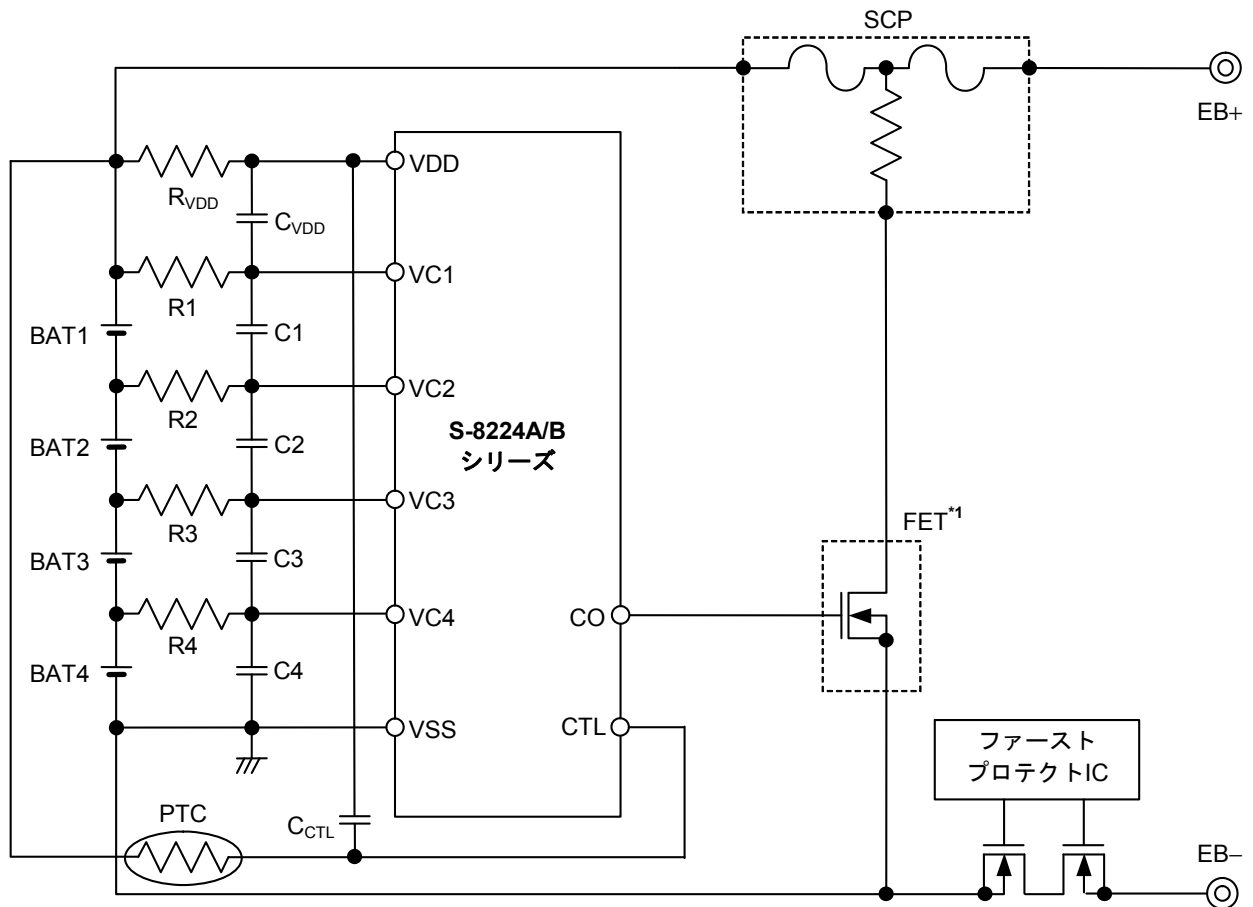 SCP
EB+
VDD
RVDD
CVDD
VC1
R1
BAT1
C1
VC2
R2
S-8224A/B
シリーズ
BAT2
C2
VC3
R3
FET*1
BAT3
C3
VC4
CO
R4
BAT4
C4
VSS
CTL
ファースト
プロテクトIC
PTC
CCTL
EB−